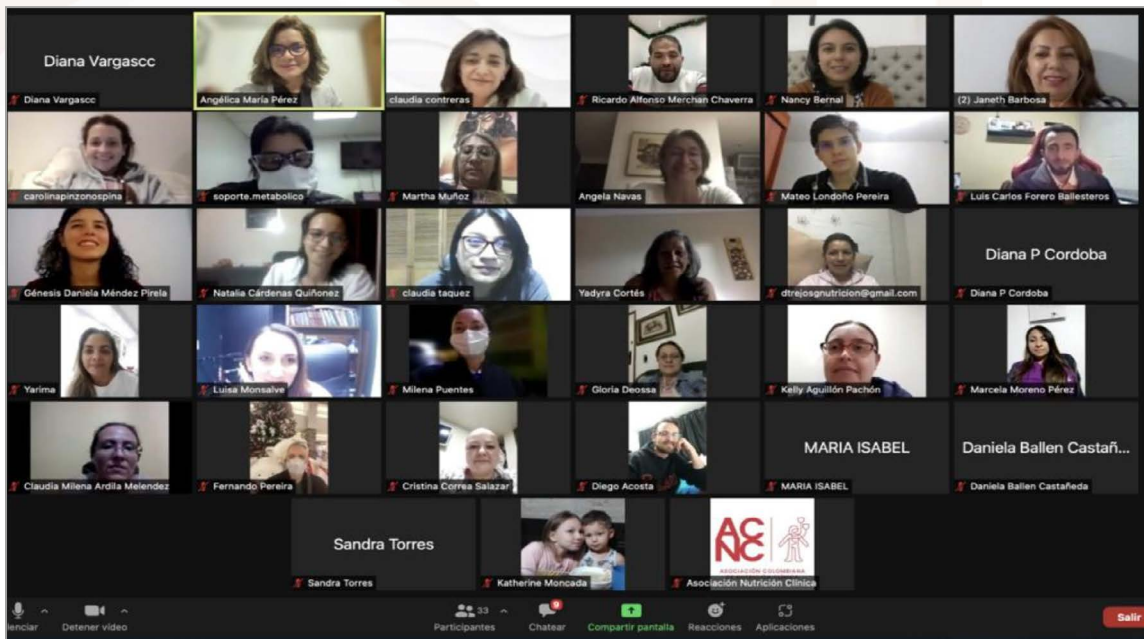 Diana Vargascc
Diana Vargascc
Angélica María Pérez
claudia contreras
Ricardo Alfonso Merchan Chaverra
Nancy Bernal
(2) Janeth Barbosa
carolinapinzonospina
soporte.metabolico
Martha Muñoz
Angela Navas
Mateo Londoño Pereira
Luis Carlos Forero Ballesteros
Génesis Daniela Méndez Pirela
Natalia Cárdenas Quiñonez
claudia taquez
Yadyra Cortés
dtrejosgnutricion@gmail.com
Diana P Cordoba
Diana P Cordoba
Yarima
Luisa Monsalve
Milena Puentes
Gloria Deossa
Kelly Aguillón Pachón
Marcela Moreno Pérez
Claudia Milena Ardila Melendez
Fernando Pereira
Cristina Correa Salazar
Diego Acosta
MARIA ISABEL
MARIA ISABEL
Daniela Ballen Castañ...
Daniela Ballen Castañeda
Sandra Torres
Sandra Torres
Katherine Moncada
AC
NC
ASOCIACIÓN COLOMBIANA
Asociación Nutrición Clínica
lenciar
Detener video
33
Participantes
9
Chatear
Compartir pantalla
Reacciones
Aplicaciones
Salir